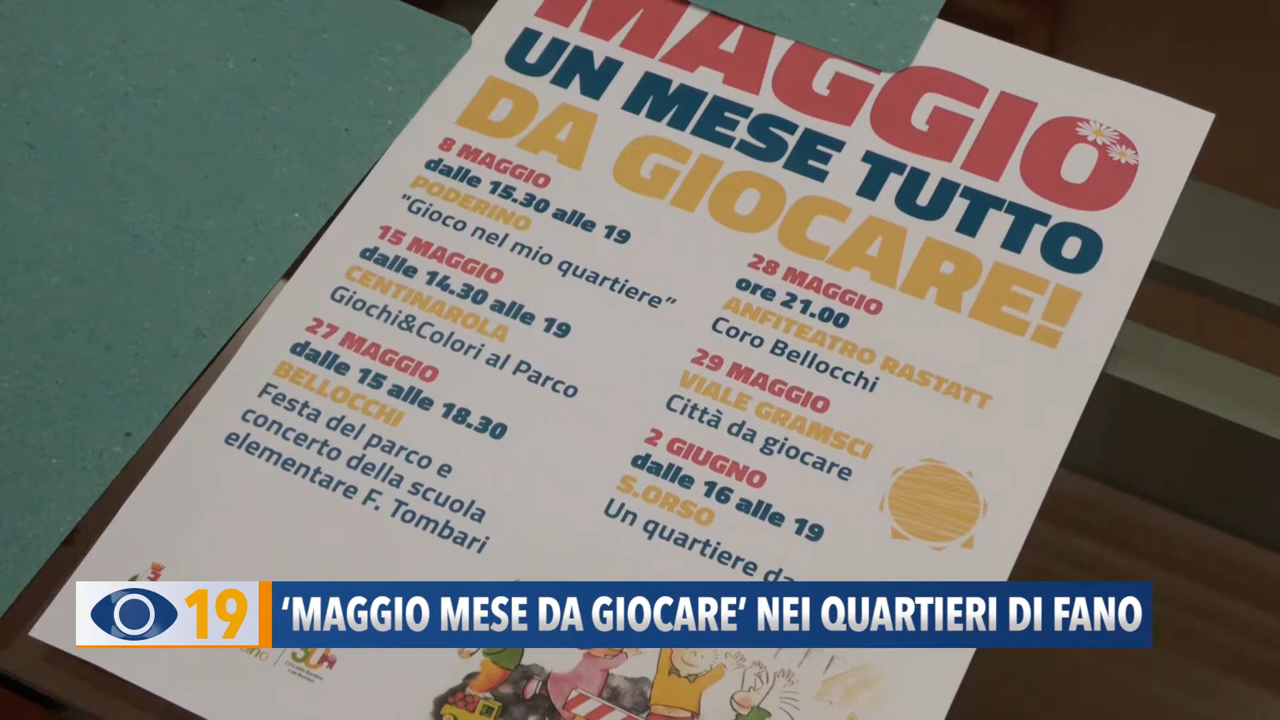 MAGGIO
UN MESE TUTTO
DA GIOCARE!
8 MAGGIO
dalle 15.30 alle 19
PODERINO
"Gioco nel mio quartiere"
15 MAGGIO
dalle 14.30 alle 19
CENTINAROLA
Giochi&Colori al Parco
27 MAGGIO
dalle 15 alle 18.30
BELLOCCHI
Festa del parco e
concerto della scuola
elementare F. Tombari
28 MAGGIO
ore 21.00
ANFITEATRO RASTATT
Coro Bellocchi
29 MAGGIO
VIALE GRAMSCI
Città da giocare
2 GIUGNO
dalle 16 alle 19
S.ORSO
Un quartiere
19
‘MAGGIO MESE DA GIOCARE’ NEI QUARTIERI DI FANO